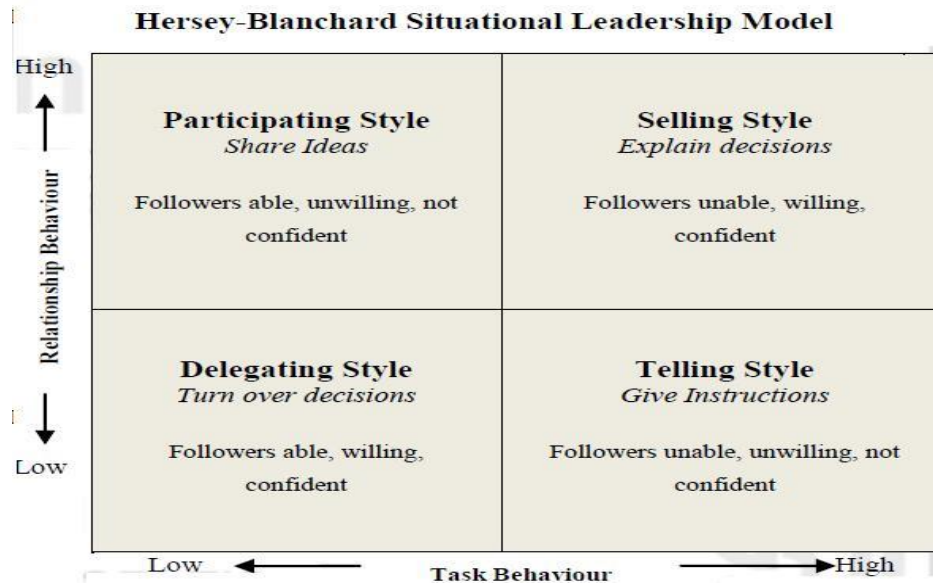 Hersey-Blanchard Situational Leadership Model
High
Participating Style
Share Ideas
Followers able, unwilling, not
confident
Selling Style
Explain decisions
Followers unable, willing,
confident
Relationship Behaviour
Delegating Style
Turn over decisions
Followers able, willing,
confident
Telling Style
Give Instructions
Followers unable, unwilling, not
confident
Low
Low
Task Behaviour
High